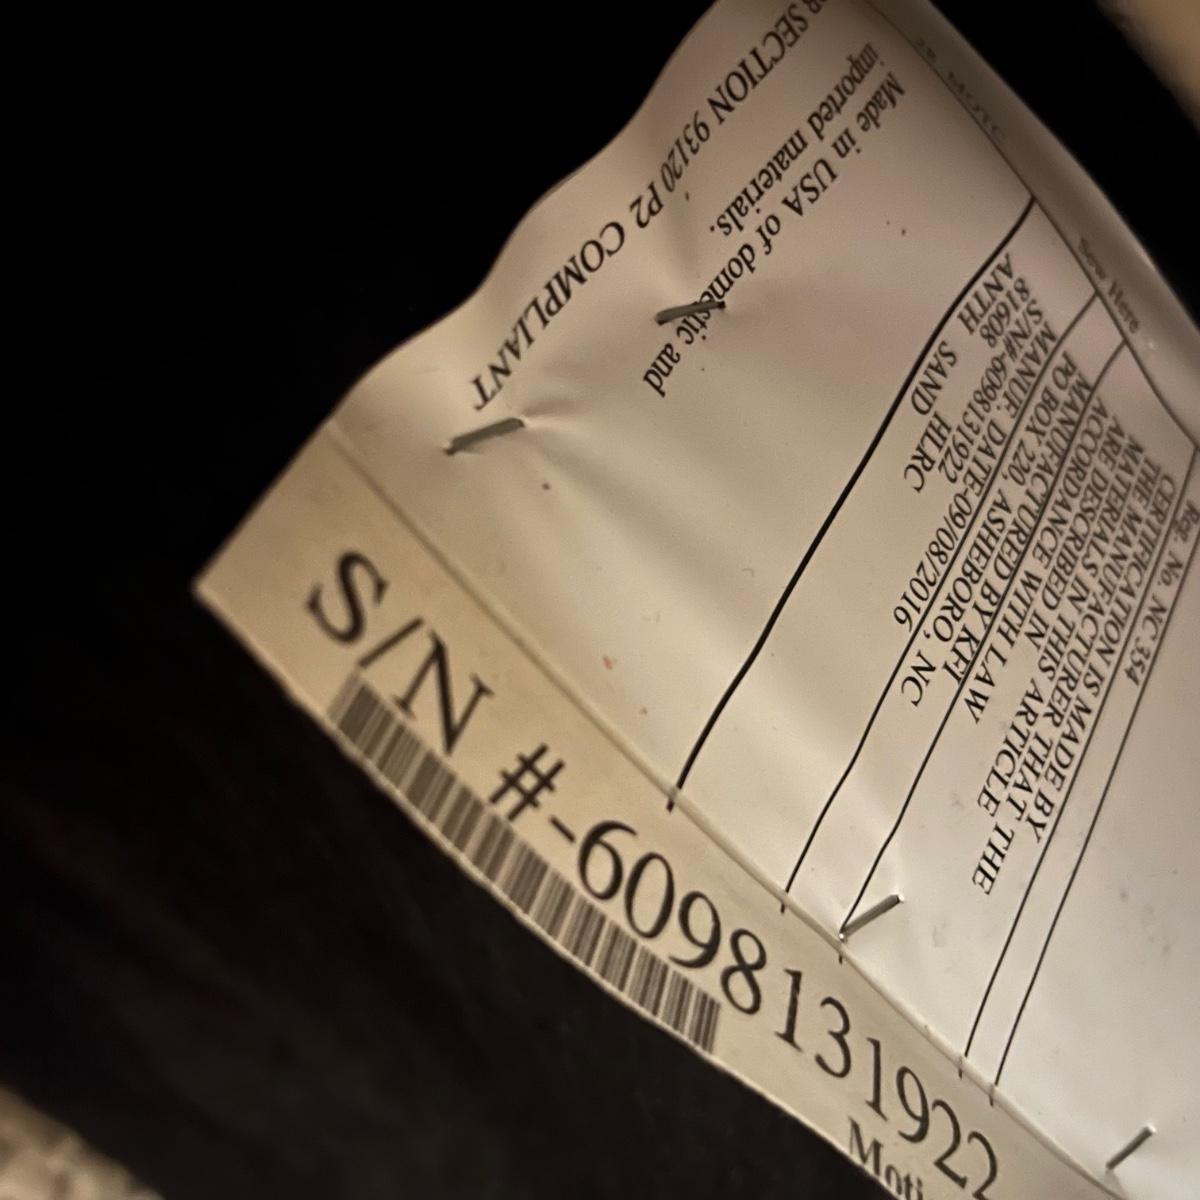 Reg. No. NC 354
CERTIFICATION IS MADE BY
THE MANUFACTURER THAT THE
MATERIALS IN THIS ARTICLE
ARE DESCRIBED IN
ACCORDANCE WITH LAW
MANUFACTURED BY KFI
PO BOX 220 ASHEBORO, NC
MANUF. DATE-09/08/2016
S/N#-6098131922
81608 HLRC
ANTH SAND
Made in USA of domestic and
imported materials.
SECTION 93120 P2 COMPLIANT
Sew Here
S/N #-6098131922